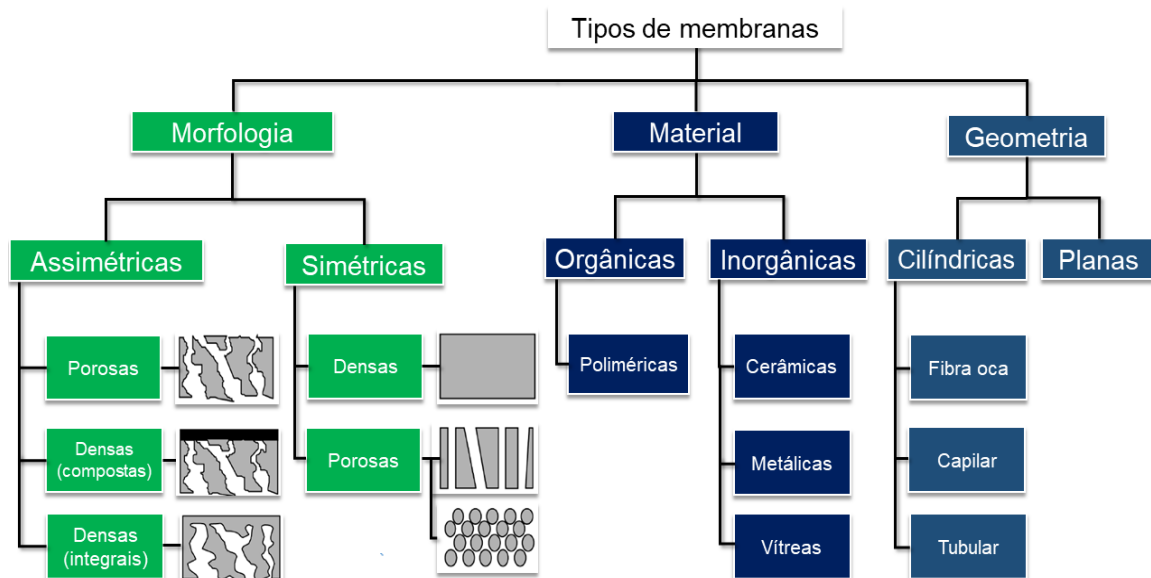 Tipos de membranas
Morfologia
Material
Geometria
Assimétricas
Simétricas
Orgânicas
Inorgânicas
Cilíndricas
Planas
Porosas
Densas
(compostas)
Densas
(integrais)
Densas
Porosas
Poliméricas
Cerâmicas
Metálicas
Vítreas
Fibra oca
Capilar
Tubular